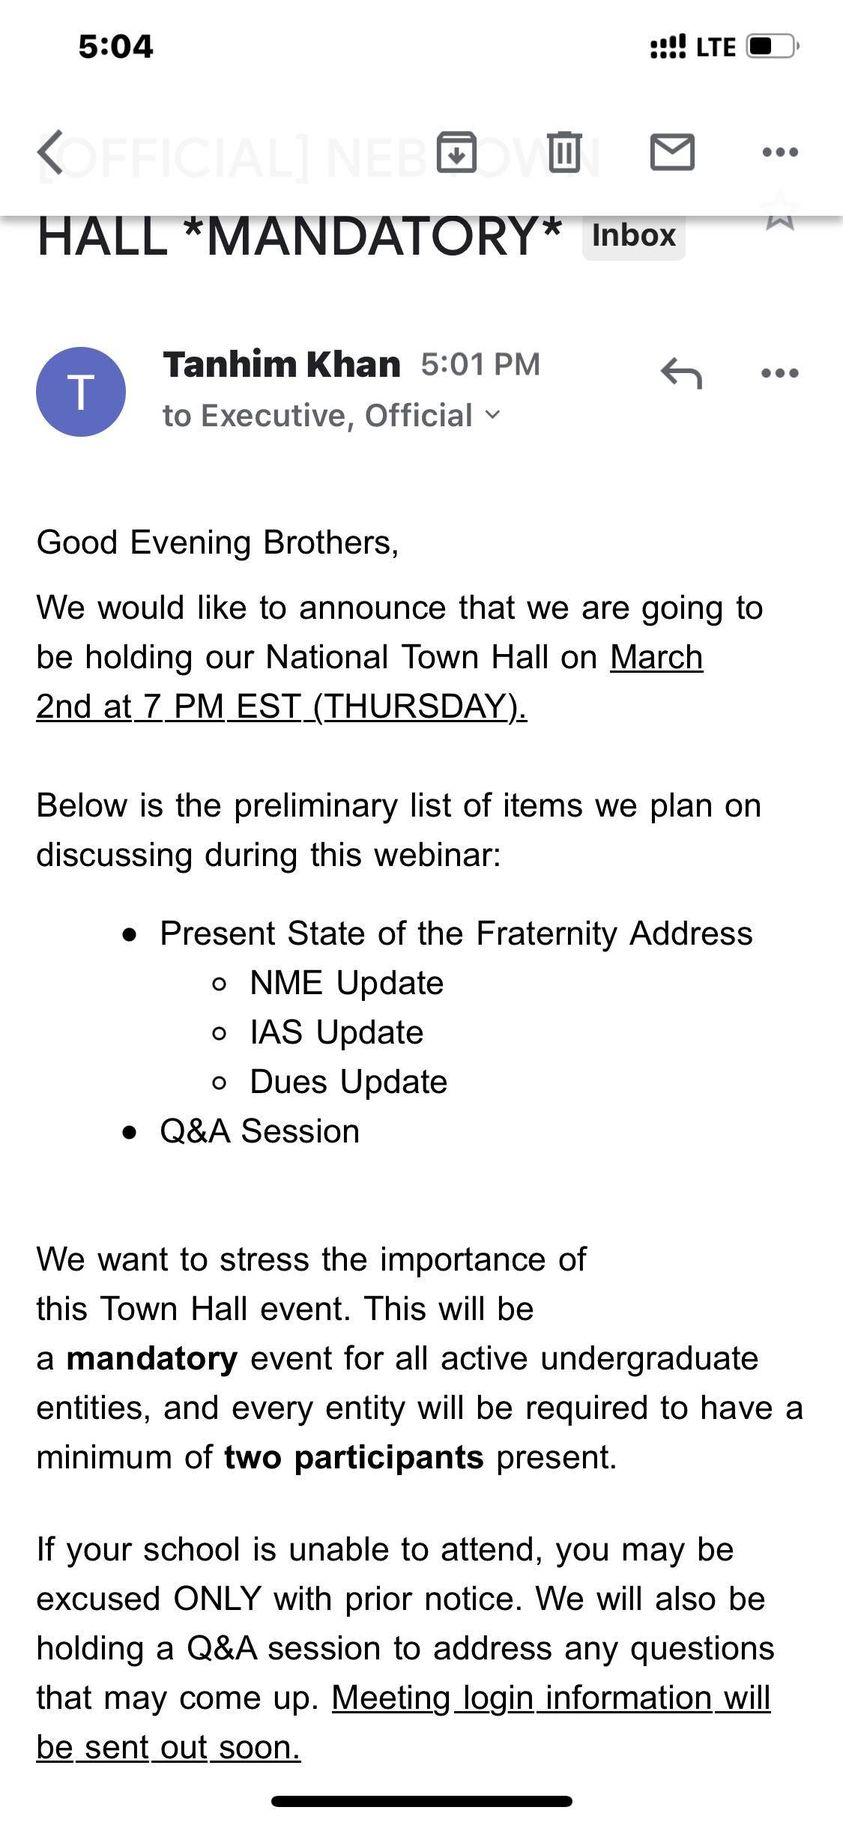 5:04
LTE
[OFFICIAL] NEB TOWN
HALL *MANDATORY* Inbox
T
Tanhim Khan 5:01 PM
to Executive, Official
Good Evening Brothers,
We would like to announce that we are going to
be holding our National Town Hall on March
2nd at 7 PM EST (THURSDAY).
Below is the preliminary list of items we plan on
discussing during this webinar:
• Present State of the Fraternity Address
◦ NME Update
◦ IAS Update
◦ Dues Update
• Q&A Session
We want to stress the importance of
this Town Hall event. This will be
a mandatory event for all active undergraduate
entities, and every entity will be required to have a
minimum of two participants present.
If your school is unable to attend, you may be
excused ONLY with prior notice. We will also be
holding a Q&A session to address any questions
that may come up. Meeting login information will
be sent out soon.